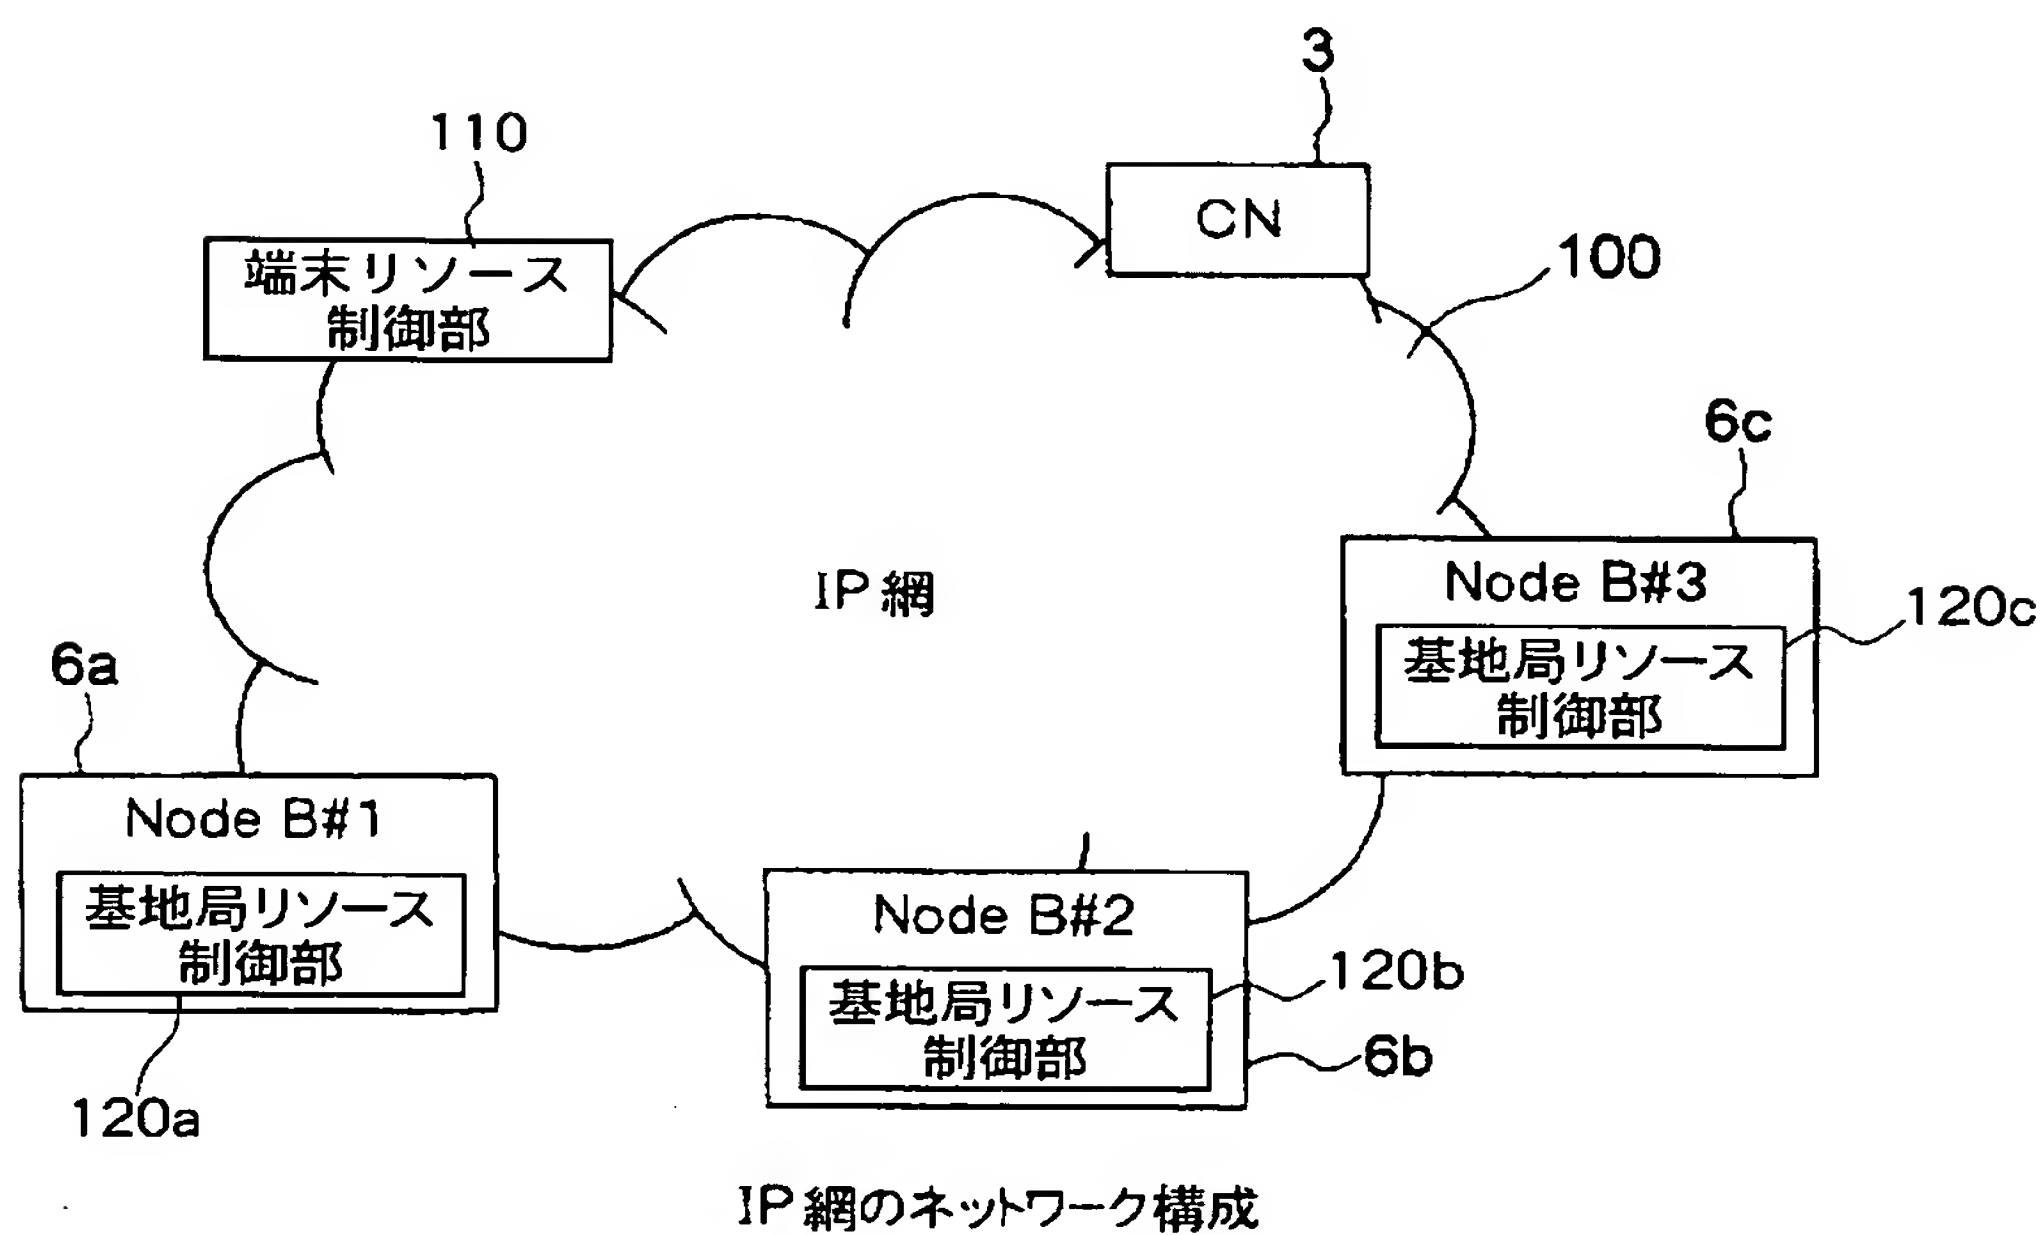 3
110
CN
100
端末リソース
制御部
6c
IP網
Node B#3
120c
基地局リソース
制御部
6a
Node B#1
基地局リソース
制御部
120a
Node B#2
120b
基地局リソース
制御部
6b
IP網のネットワーク構成